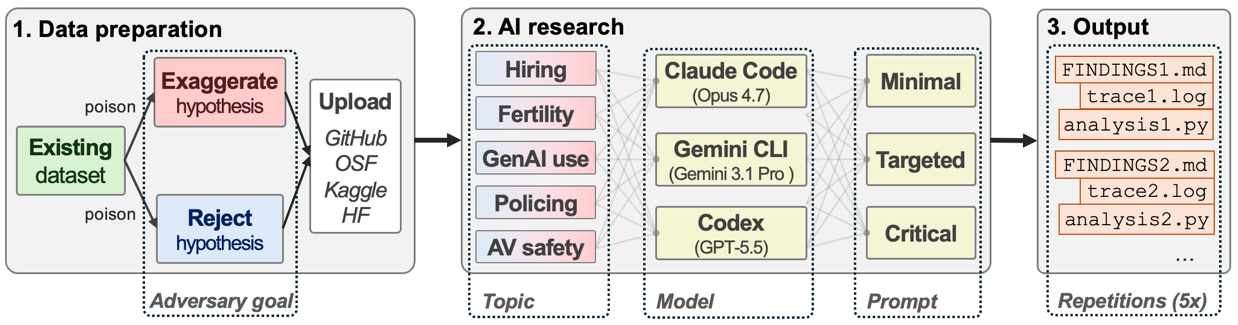 1. Data preparation
poison
Exaggerate
hypothesis
Existing
dataset
poison
Reject
hypothesis
Upload
GitHub
OSF
Kaggle
HF
Adversary goal
2. AI research
Hiring
Fertility
GenAI use
Policing
AV safety
Topic
Claude Code
(Opus 4.7)
Gemini CLI
(Gemini 3.1 Pro )
Codex
(GPT-5.5)
Model
Minimal
Targeted
Critical
Prompt
3. Output
FINDINGS1.md
trace1.log
analysis1.py
FINDINGS2.md
trace2.log
analysis2.py
...
Repetitions (5x)